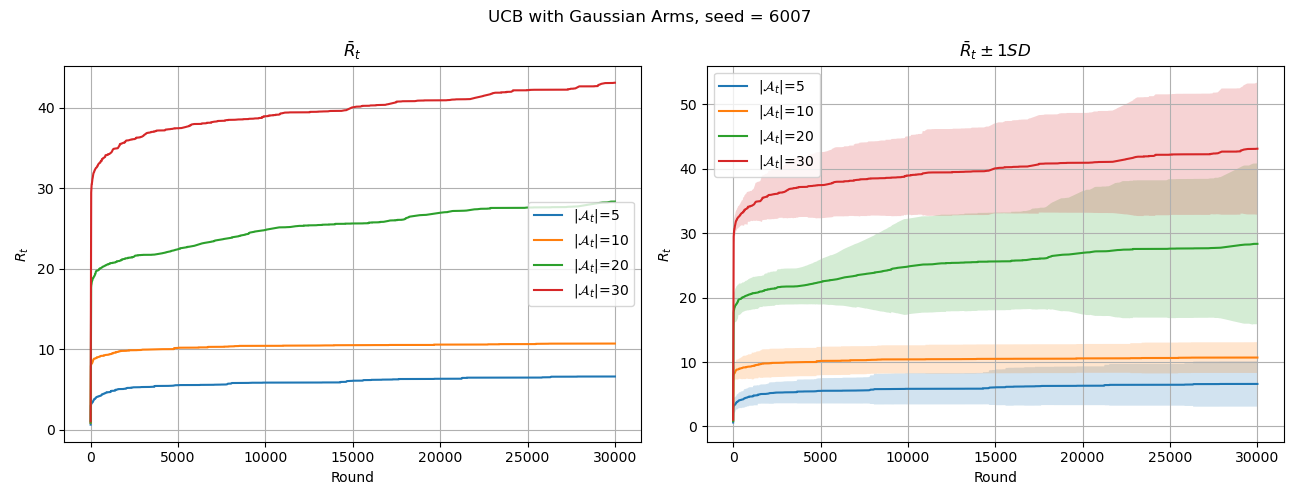 UCB with Gaussian Arms, seed = 6007
R̄ₜ
Rₜ
40
30
20
10
0
|𝒜ₜ|=5
|𝒜ₜ|=10
|𝒜ₜ|=20
|𝒜ₜ|=30
0 5000 10000 15000 20000 25000 30000
Round
R̄ₜ ± 1SD
Rₜ
50
40
30
20
10
0
|𝒜ₜ|=5
|𝒜ₜ|=10
|𝒜ₜ|=20
|𝒜ₜ|=30
0 5000 10000 15000 20000 25000 30000
Round